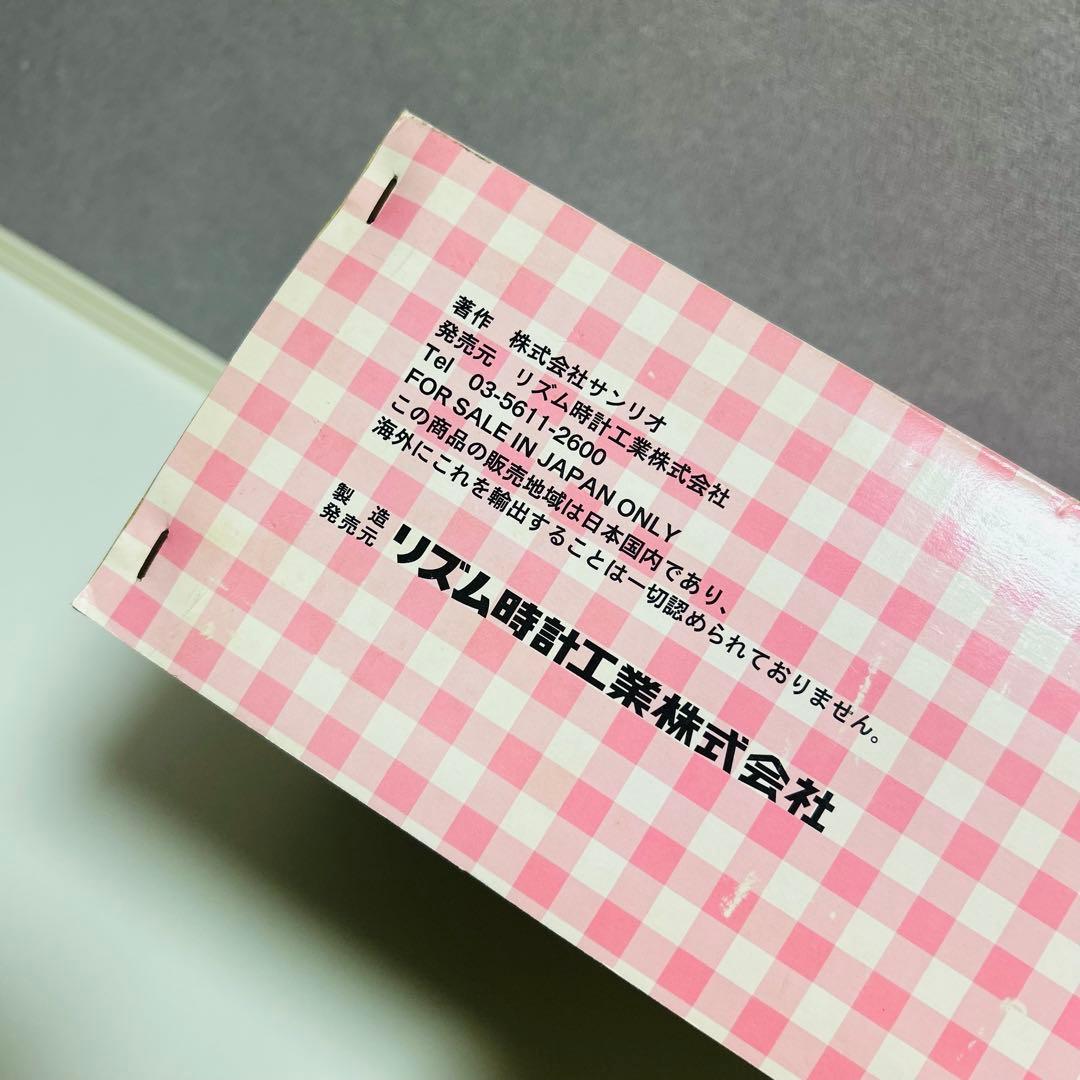 著作 株式会社サンリオ
発売元 リズム時計工業株式会社
Tel 03-5611-2600
FOR SALE IN JAPAN ONLY
この商品の販売地域は日本国内であり、
海外にこれを輸出することは一切認められておりません。
製造
発売元 リズム時計工業株式会社